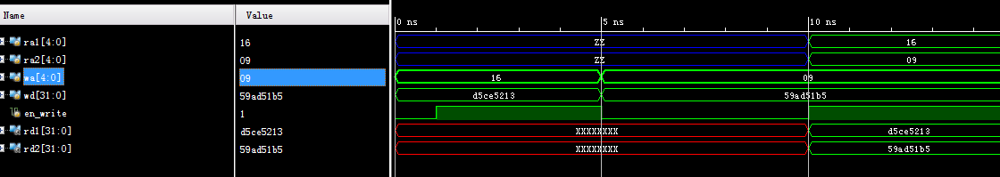 Name Value 0 ns 5 ns 10 ns
ra1[4:0] 16 ZZ 16
ra2[4:0] 09 ZZ 09
wa[4:0] 09 16 09
wd[31:0] 59ad51b5 d5ce5213 59ad51b5
en_write 1
rd1[31:0] d5ce5213 XXXXXXXX d5ce5213
rd2[31:0] 59ad51b5 XXXXXXXX 59ad51b5